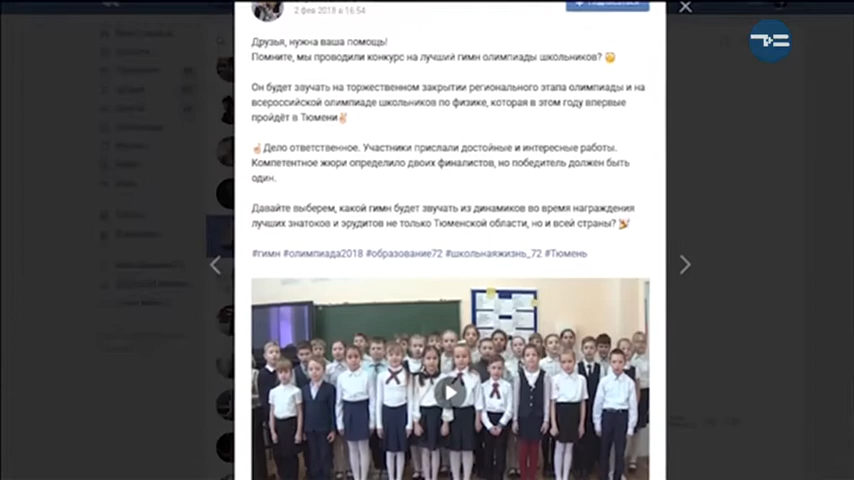 2 фев 2018 в 16:54
Друзья, нужна ваша помощь!
Помните, мы проводили конкурс на лучший гимн олимпиады школьников?
Он будет звучать на торжественном закрытии регионального этапа олимпиады и на
всероссийской олимпиаде школьников по физике, которая в этом году впервые
пройдёт в Тюмени
Дело ответственное. Участники прислали достойные и интересные работы.
Компетентное жюри определило двоих финалистов, но победитель должен быть
один.
Давайте выберем, какой гимн будет звучать из динамиков во время награждения
лучших знатоков и эрудитов не только Тюменской области, но и всей страны?
#гимн #олимпиада2018 #образование72 #школьнаяжизнь_72 #Тюмень